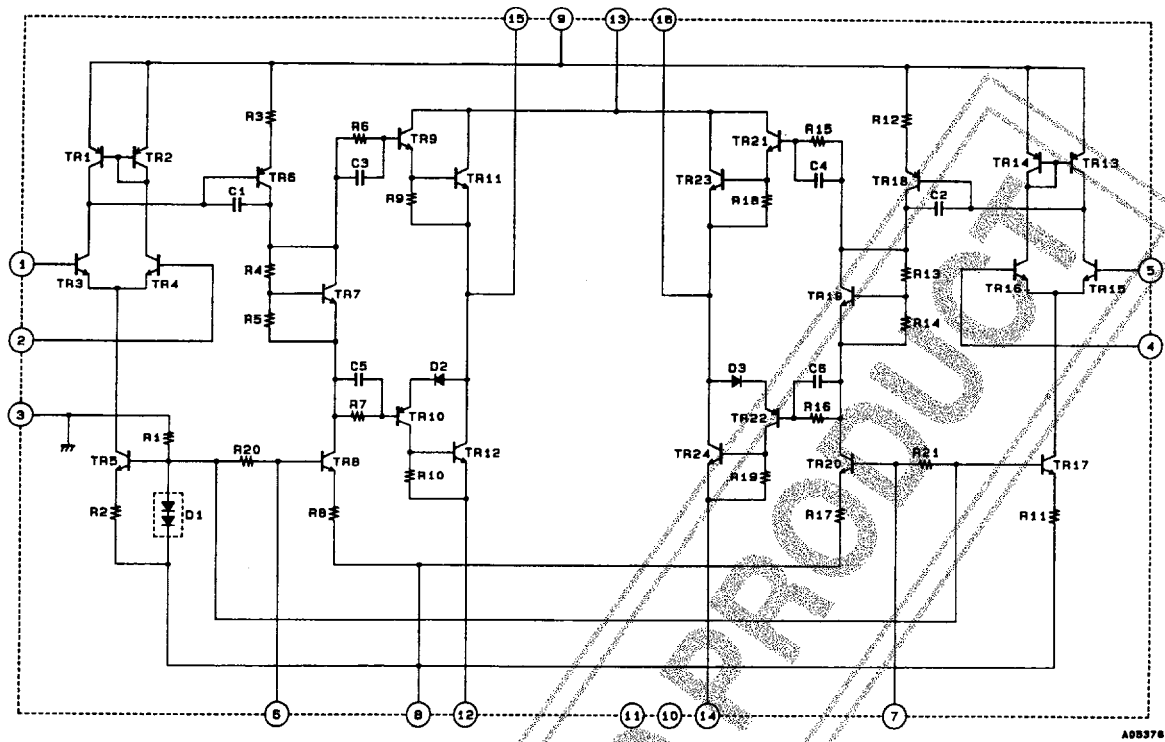 15 9 13 16
R3 R12
R6 TR9 TR21 R15
TR1 TR2 C3 TR11 TR23 C4 TR14 TR13
TR6 TR18
C1 R9 R18 C2
1 5
TR3 TR4 R4 TR7 TR19 R13 TR16 TR15
R5 R14
2 4
C5 D2 D3 C6
3 R7 TR10 TR22 R16
R1
TR5 R20 TR8 TR12 TR24 TR20 R21 TR17
R10 R19
R2 D1 R8 R17 R11
6 8 12 11 10 14 7
PRODUCT